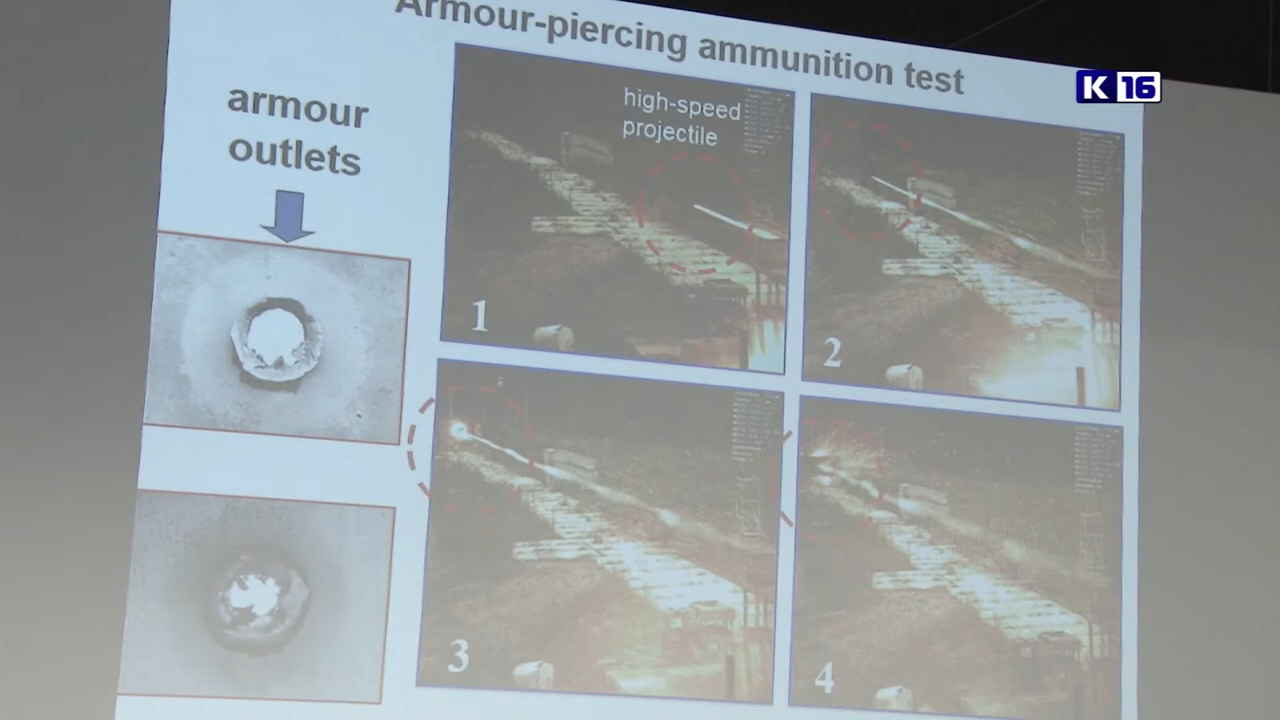 Armour-piercing ammunition test
K 16
armour
outlets
high-speed
projectile
1
2
3
4